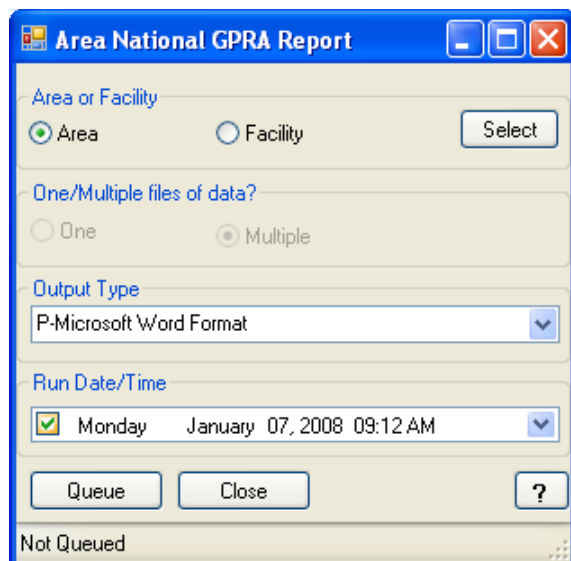 Area National GPRA Report
Area or Facility
Area Facility Select
One/Multiple files of data?
One Multiple
Output Type
P-Microsoft Word Format
Run Date/Time
Monday January 07, 2008 09:12 AM
Queue Close ?
Not Queued